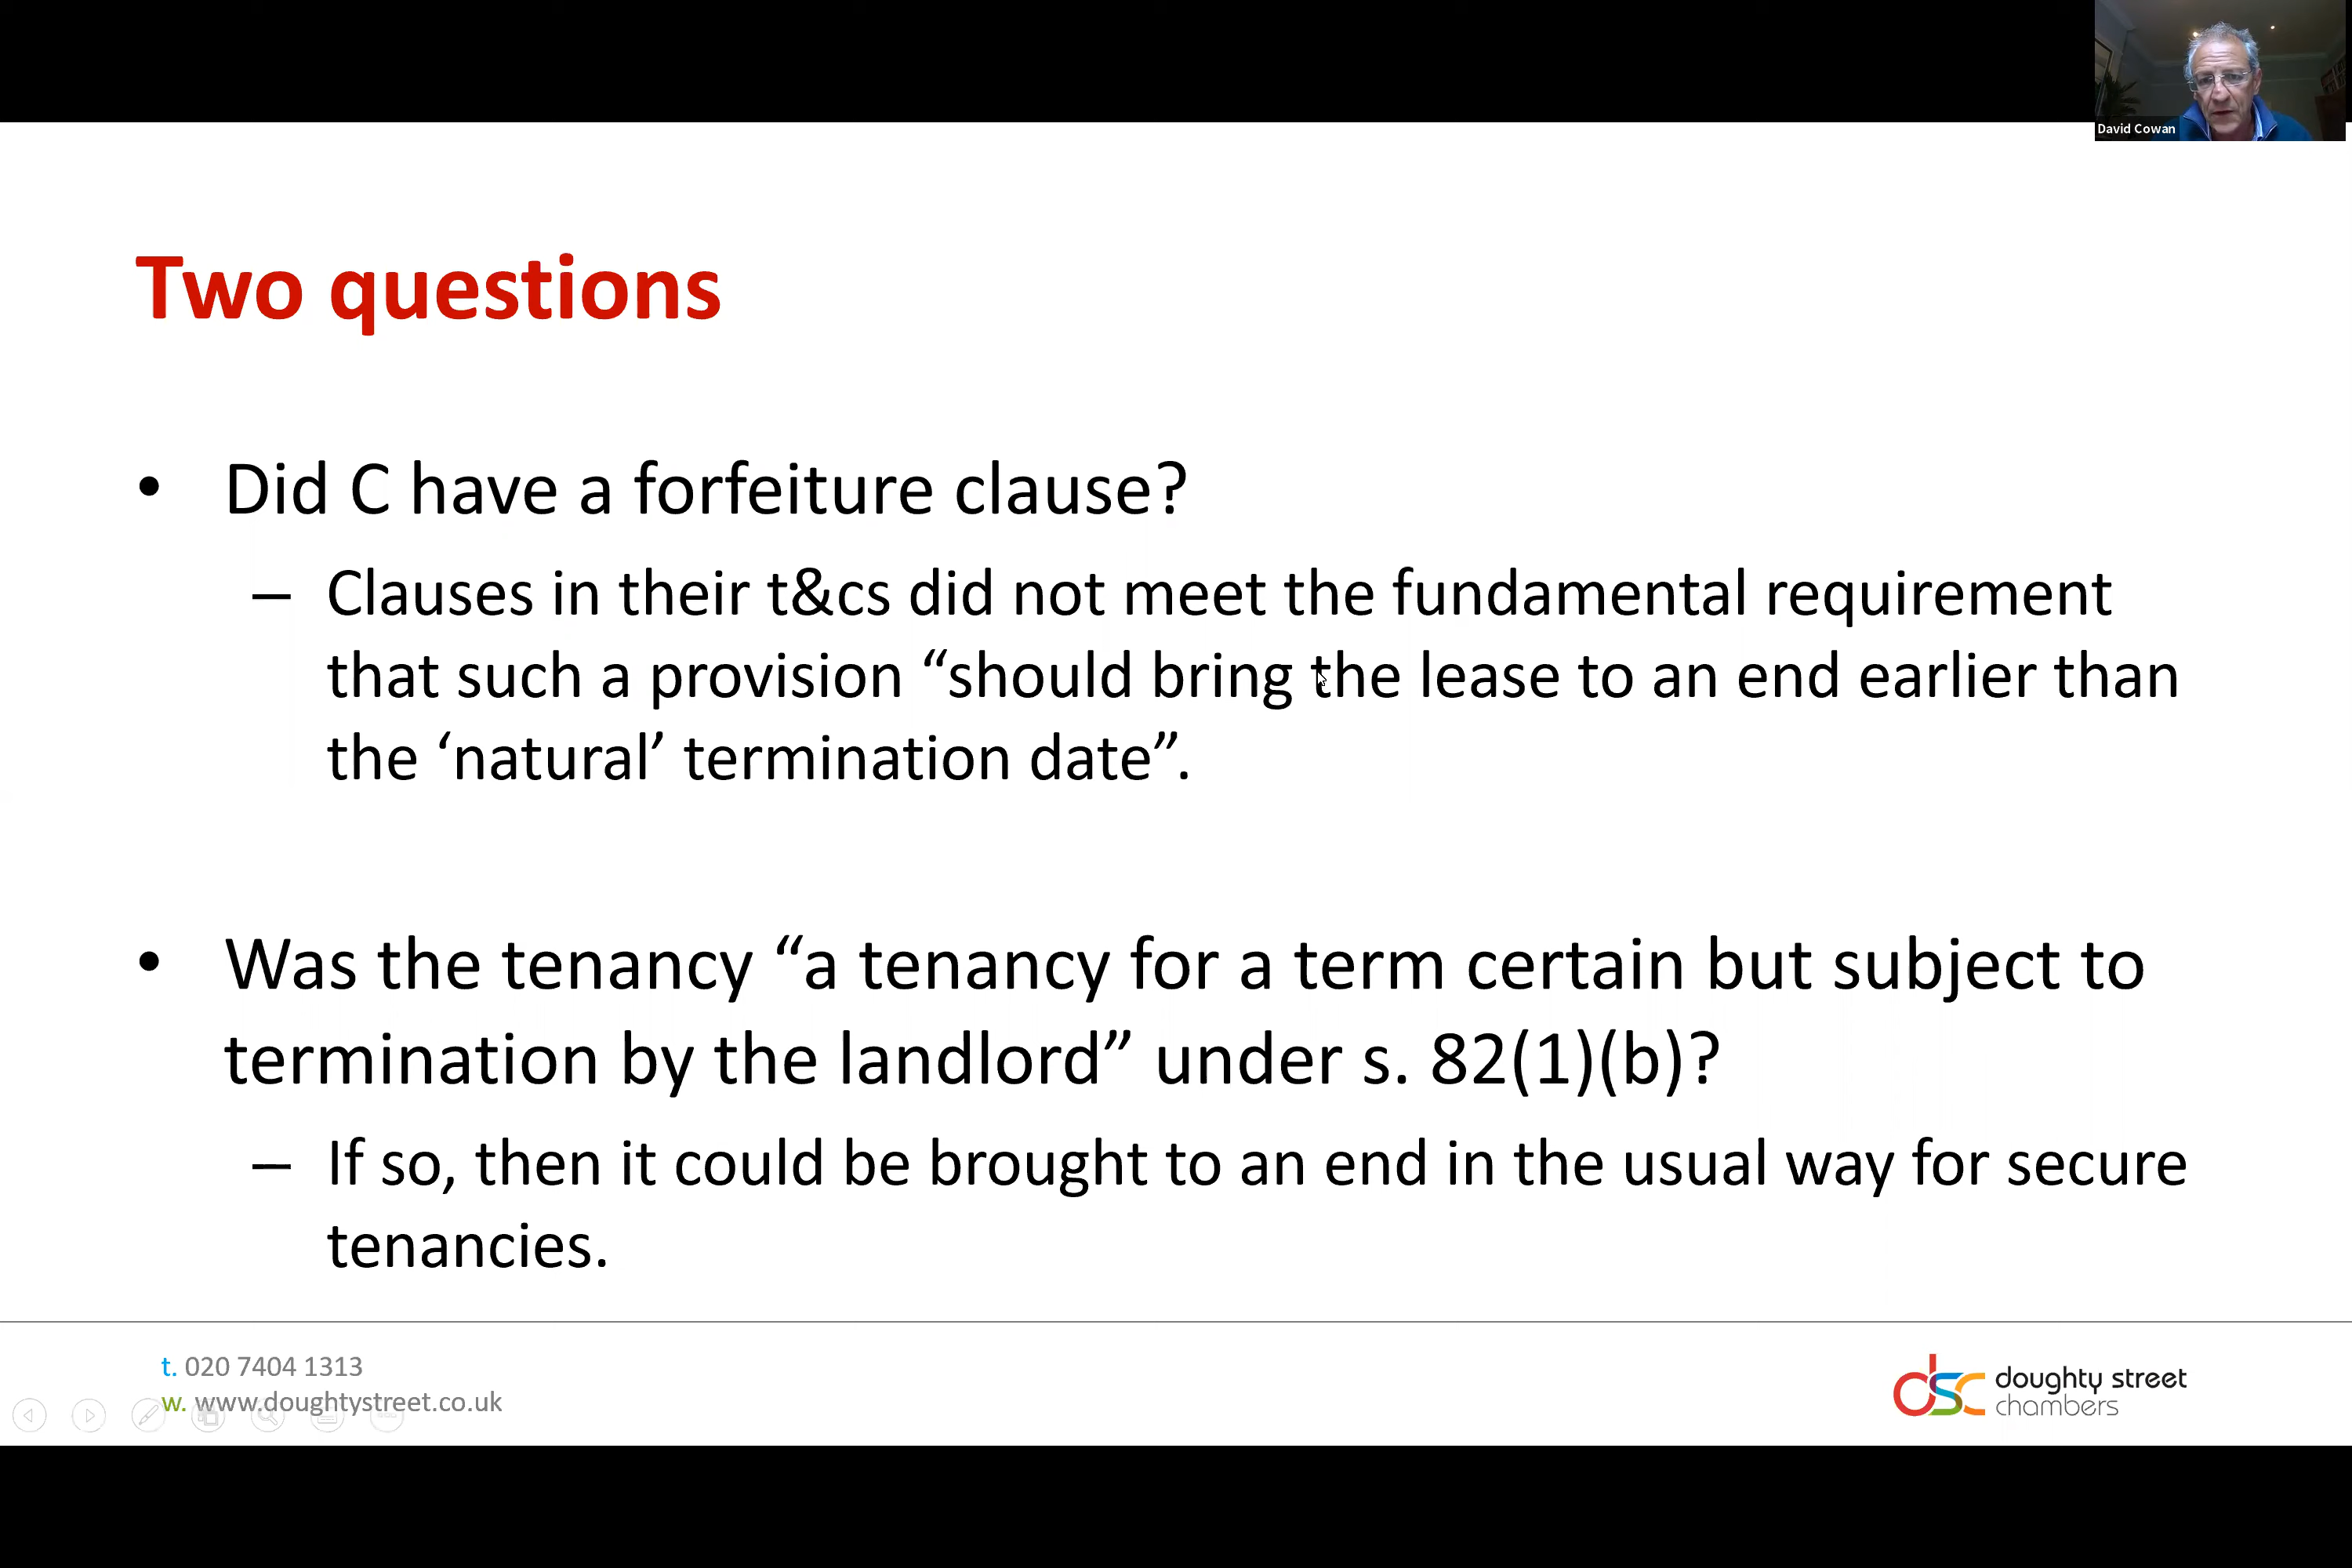 David Cowan
Two questions
• Did C have a forfeiture clause?
– Clauses in their t&cs did not meet the fundamental requirement
that such a provision “should bring the lease to an end earlier than
the ‘natural’ termination date”.
• Was the tenancy “a tenancy for a term certain but subject to
termination by the landlord” under s. 82(1)(b)?
– If so, then it could be brought to an end in the usual way for secure
tenancies.
t. 020 7404 1313
w. www.doughtystreet.co.uk
dsc doughty street
chambers